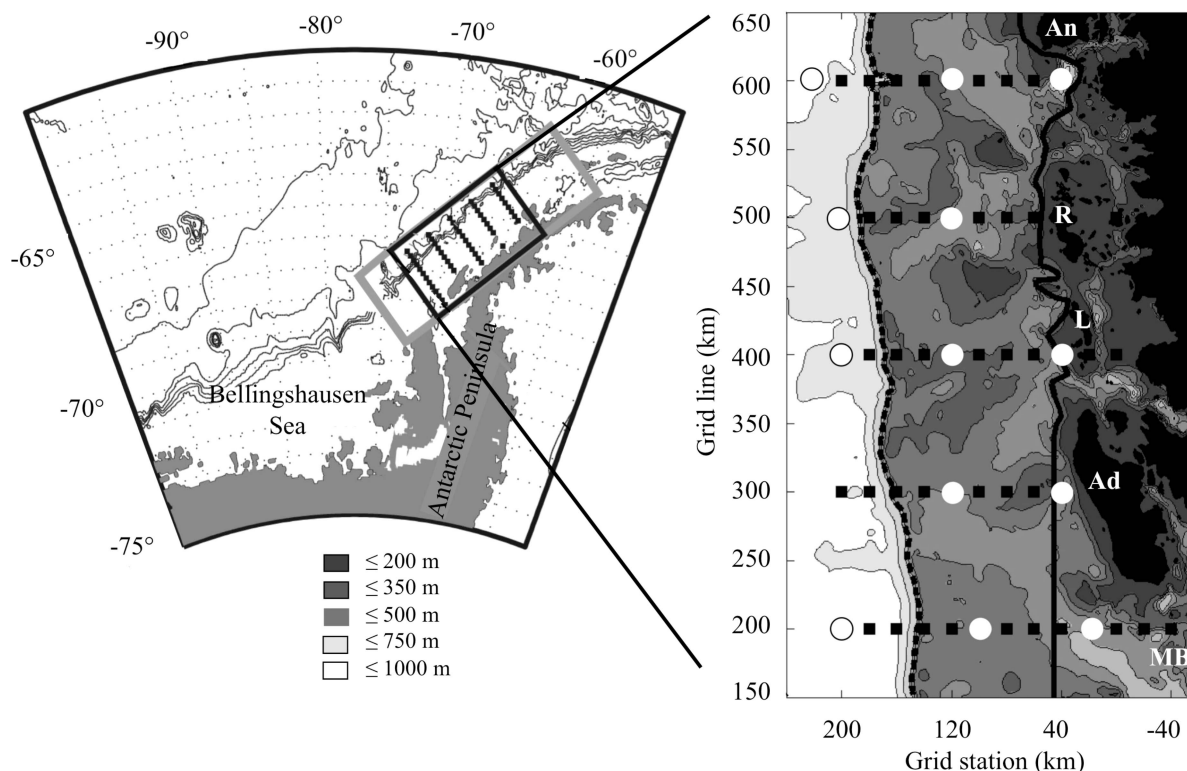 -90°
-80°
-70°
-60°
-65°
-70°
-75°
Bellingshausen
Sea
Antarctic Peninsula
≤ 200 m
≤ 350 m
≤ 500 m
≤ 750 m
≤ 1000 m
Grid line (km)
650
600
550
500
450
400
350
300
250
200
150
An
R
L
Ad
MB
200
120
40
-40
Grid station (km)